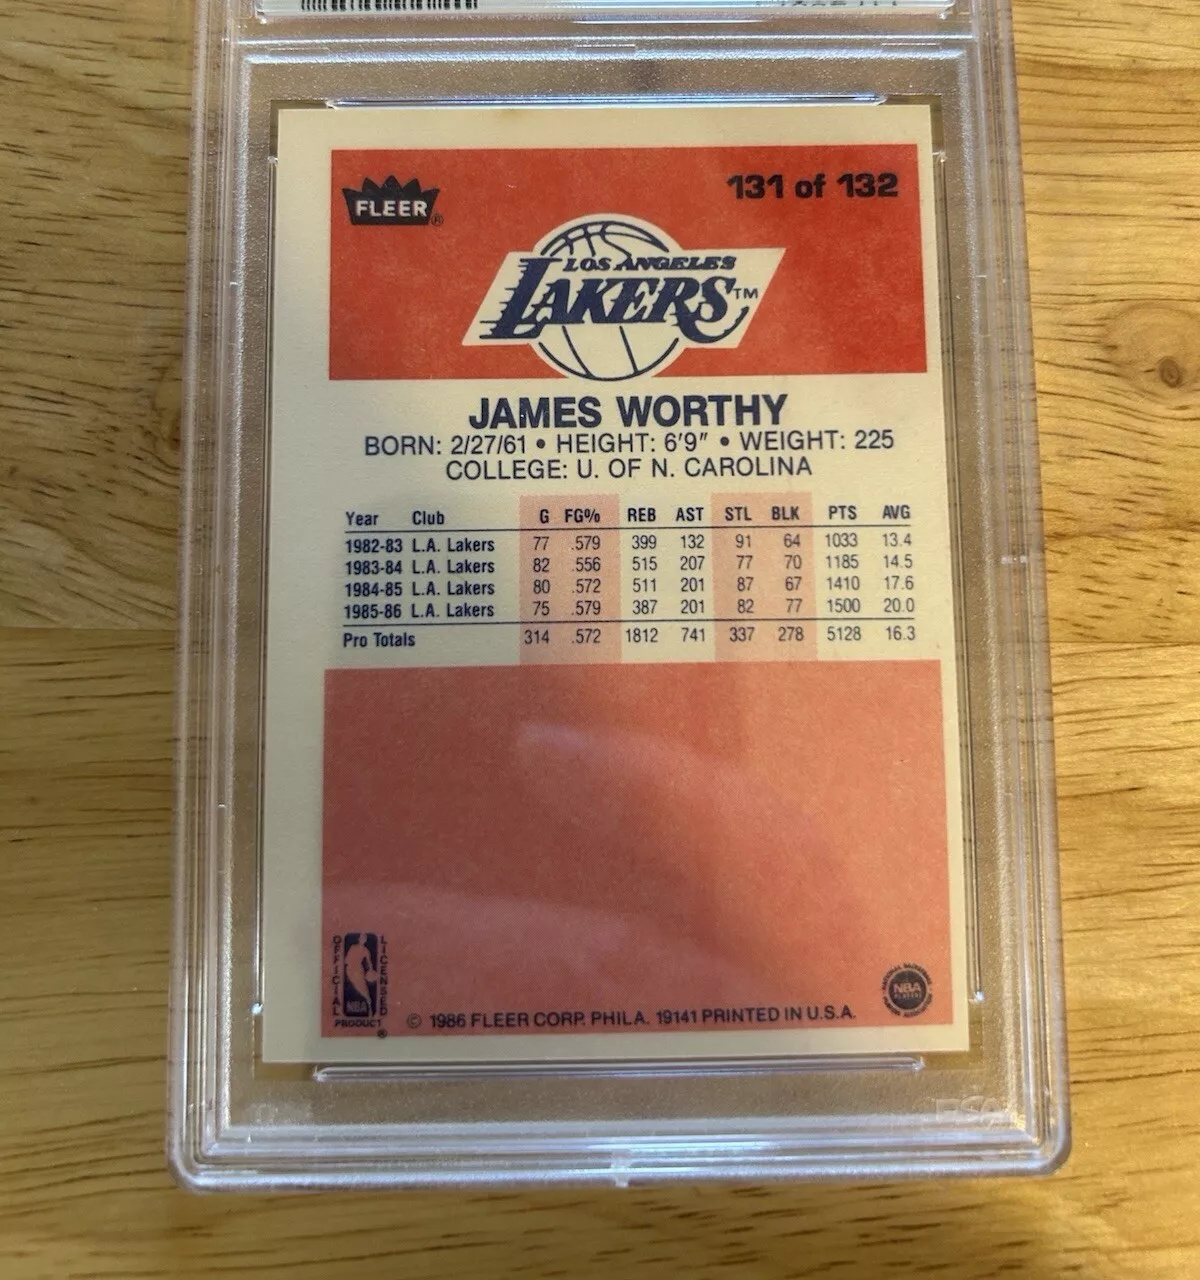 131 of 132
FLEER®
LOS ANGELES
LAKERS™
JAMES WORTHY
BORN: 2/27/61 • HEIGHT: 6'9" • WEIGHT: 225
COLLEGE: U. OF N. CAROLINA
Year Club G FG% REB AST STL BLK PTS AVG
1982-83 L.A. Lakers 77 .579 399 132 91 64 1033 13.4
1983-84 L.A. Lakers 82 .556 515 207 77 70 1185 14.5
1984-85 L.A. Lakers 80 .572 511 201 87 67 1410 17.6
1985-86 L.A. Lakers 75 .579 387 201 82 77 1500 20.0
Pro Totals 314 .572 1812 741 337 278 5128 16.3
OFFICIAL
LICENSED
NBA
PRODUCT
®
© 1986 FLEER CORP. PHILA. 19141 PRINTED IN U.S.A.
NBA
PLAYERS
PSA